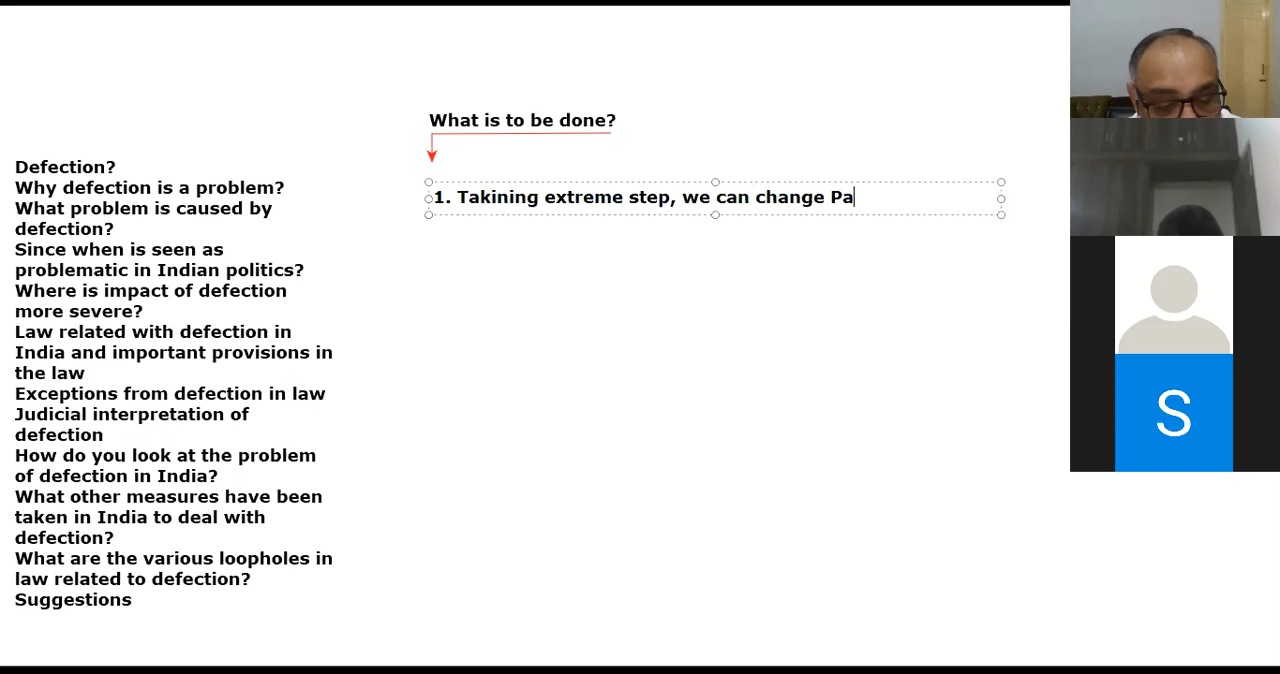 What is to be done?
Defection?
Why defection is a problem?
What problem is caused by
defection?
Since when is seen as
problematic in Indian politics?
Where is impact of defection
more severe?
Law related with defection in
India and important provisions in
the law
Exceptions from defection in law
Judicial interpretation of
defection
How do you look at the problem
of defection in India?
What other measures have been
taken in India to deal with
defection?
What are the various loopholes in
law related to defection?
Suggestions
1. Takining extreme step, we can change Pa
S